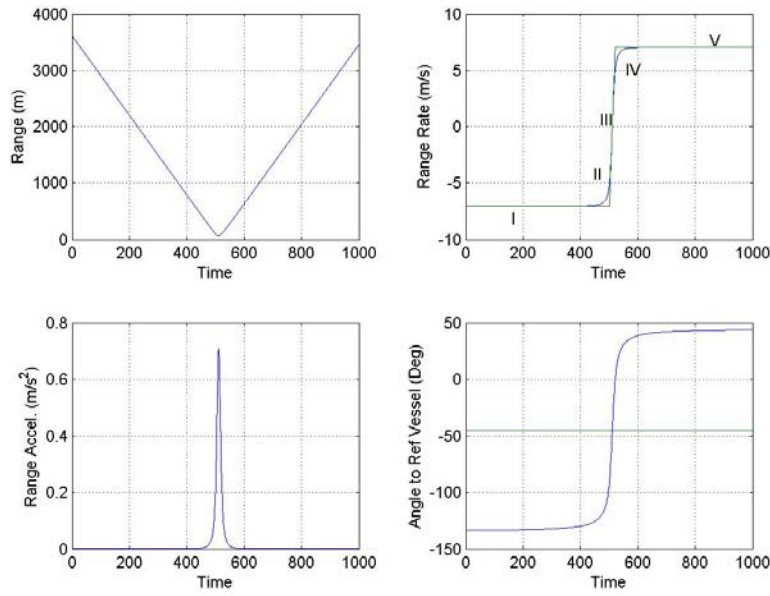 4000
3000
2000
1000
0
Range (m)
0 200 400 600 800 1000
Time
10
5
0
-5
-10
Range Rate (m/s)
I
II
III
IV
V
0 200 400 600 800 1000
Time
0.8
0.6
0.4
0.2
0
Range Accel. (m/s²)
0 200 400 600 800 1000
Time
50
0
-50
-100
-150
Angle to Ref Vessel (Deg)
0 200 400 600 800 1000
Time